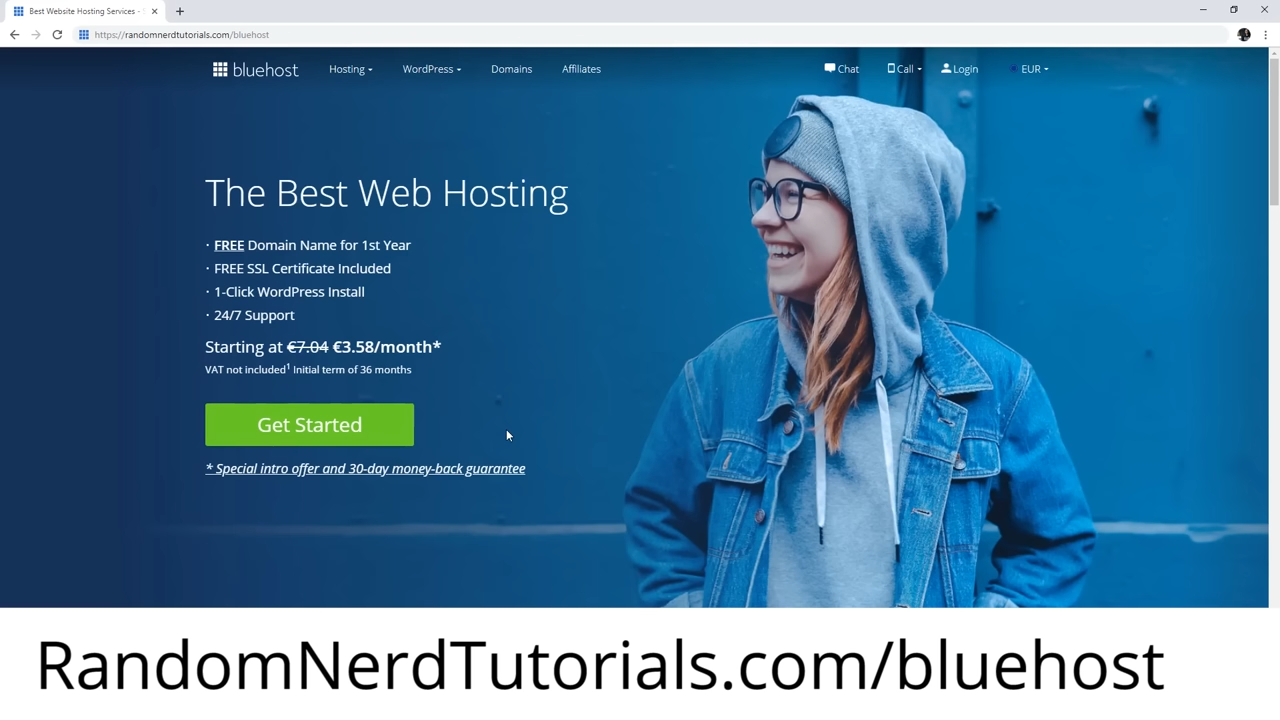 Best Website Hosting Services -
https://randomnerdtutorials.com/bluehost
bluehost Hosting WordPress Domains Affiliates Chat Call Login EUR
The Best Web Hosting
· FREE Domain Name for 1st Year
· FREE SSL Certificate Included
· 1-Click WordPress Install
· 24/7 Support
Starting at €7.04 €3.58/month*
VAT not included¹ Initial term of 36 months
Get Started
* Special intro offer and 30-day money-back guarantee
RandomNerdTutorials.com/bluehost